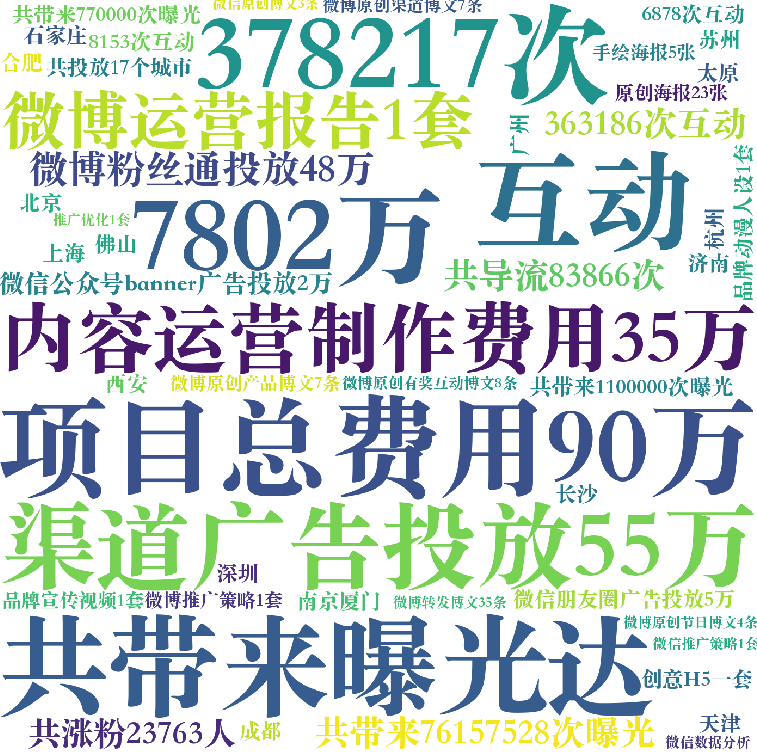 共带来770000次曝光
微信原创博文3条
微博原创渠道博文7条
6878次互动
石家庄
8153次互动
378217次
手绘海报5张
苏州
合肥
共投放17个城市
太原
原创海报23张
微博运营报告1套
广州
363186次互动
微博粉丝通投放48万
互动
品牌动漫人设1套
北京
推广优化1套
7802万
杭州
上海
佛山
共导流83866次
济南
微信公众号banner广告投放2万
内容运营制作费用35万
西安
微博原创产品博文7条
微博原创有奖互动博文8条
共带来1100000次曝光
项目总费用90万
长沙
渠道广告投放55万
深圳
品牌宣传视频1套
微博推广策略1套
南京厦门
微博转发博文35条
微信朋友圈广告投放5万
共带来曝光达
微博原创节日博文4条
微信推广策略1套
创意H5一套
共涨粉23763人
成都
共带来76157528次曝光
天津
微信数据分析